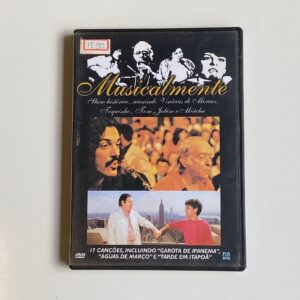 Musicalmente
Show histórico, reunindo Vinícius de Moraes,
Toquinho, Tom Jobim e Miúcha
17 CANÇÕES, INCLUINDO "GAROTA DE IPANEMA",
"ÁGUAS DE MARÇO" E "TARDE EM ITAPOÃ"
DVD